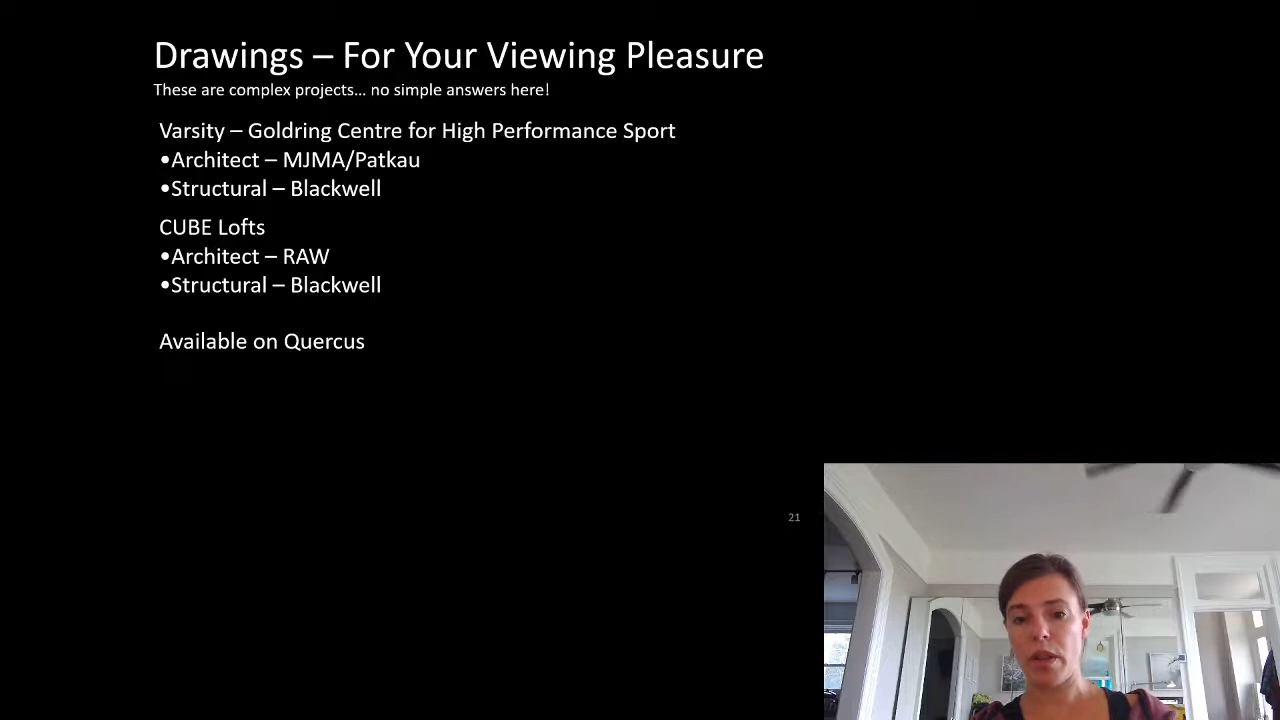 Drawings – For Your Viewing Pleasure
These are complex projects… no simple answers here!
Varsity – Goldring Centre for High Performance Sport
•Architect – MJMA/Patkau
•Structural – Blackwell
CUBE Lofts
•Architect – RAW
•Structural – Blackwell
Available on Quercus
21